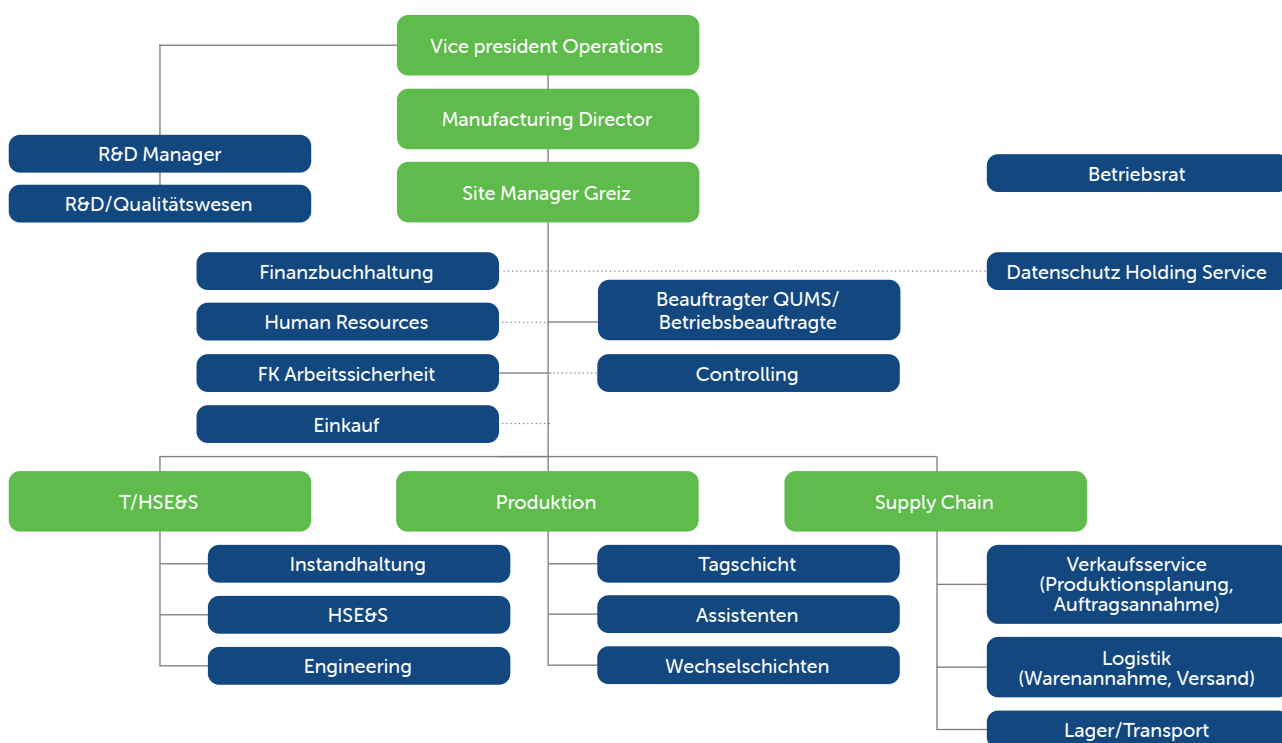 Vice president Operations
Manufacturing Director
R&D Manager
Betriebsrat
Site Manager Greiz
R&D/Qualitätswesen
Finanzbuchhaltung
Datenschutz Holding Service
Beauftragter QUMS/
Betriebsbeauftragte
Human Resources
FK Arbeitssicherheit
Controlling
Einkauf
T/HSE&S
Produktion
Supply Chain
Instandhaltung
Tagschicht
Verkaufsservice
(Produktionsplanung,
Auftragsannahme)
HSE&S
Assistenten
Engineering
Wechselschichten
Logistik
(Warenannahme, Versand)
Lager/Transport